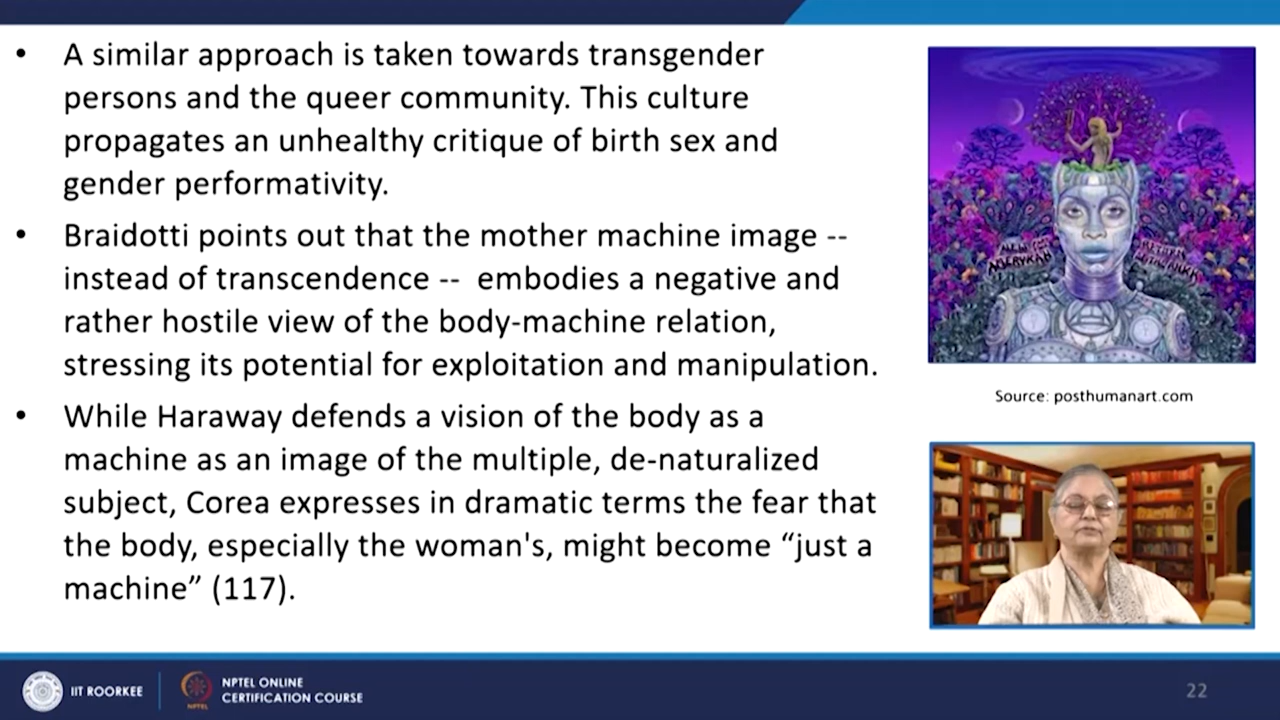 • A similar approach is taken towards transgender
persons and the queer community. This culture
propagates an unhealthy critique of birth sex and
gender performativity.
• Braidotti points out that the mother machine image --
instead of transcendence -- embodies a negative and
rather hostile view of the body-machine relation,
stressing its potential for exploitation and manipulation.
• While Haraway defends a vision of the body as a
machine as an image of the multiple, de-naturalized
subject, Corea expresses in dramatic terms the fear that
the body, especially the woman's, might become “just a
machine” (117).
Source: posthumanart.com
IIT ROORKEE
NPTEL ONLINE
CERTIFICATION COURSE
NPTEL
22